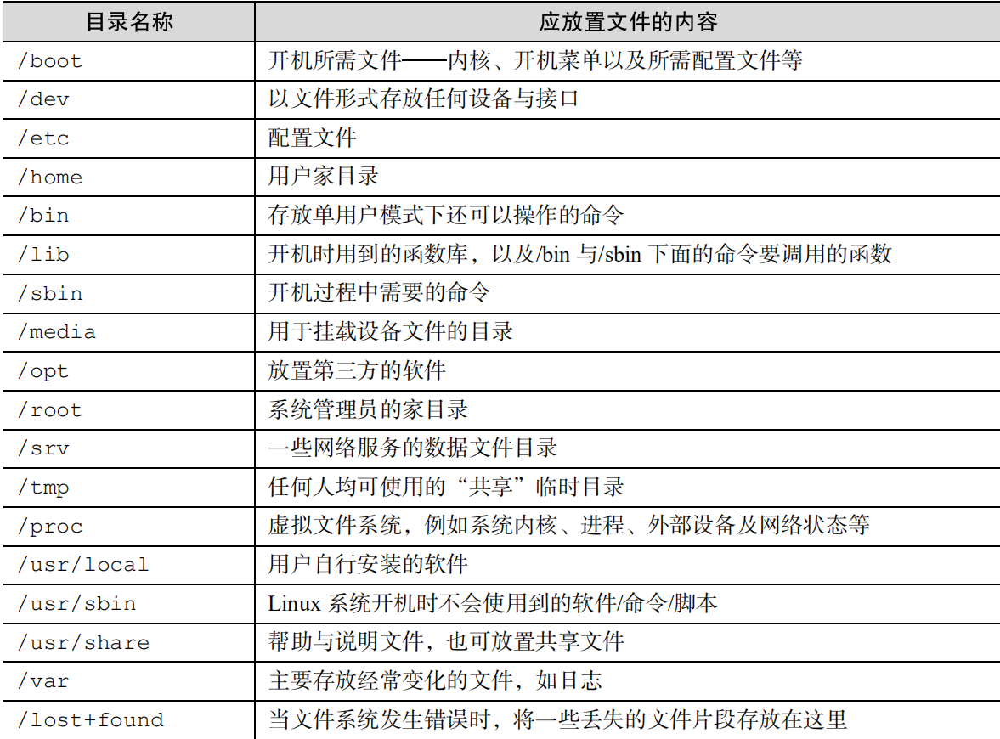 目录名称 应放置文件的内容
/boot 开机所需文件——内核、开机菜单以及所需配置文件等
/dev 以文件形式存放任何设备与接口
/etc 配置文件
/home 用户家目录
/bin 存放单用户模式下还可以操作的命令
/lib 开机时用到的函数库，以及/bin 与/sbin 下面的命令要调用的函数
/sbin 开机过程中需要的命令
/media 用于挂载设备文件的目录
/opt 放置第三方的软件
/root 系统管理员的家目录
/srv 一些网络服务的数据文件目录
/tmp 任何人均可使用的“共享”临时目录
/proc 虚拟文件系统，例如系统内核、进程、外部设备及网络状态等
/usr/local 用户自行安装的软件
/usr/sbin Linux 系统开机时不会使用到的软件/命令/脚本
/usr/share 帮助与说明文件，也可放置共享文件
/var 主要存放经常变化的文件，如日志
/lost+found 当文件系统发生错误时，将一些丢失的文件片段存放在这里